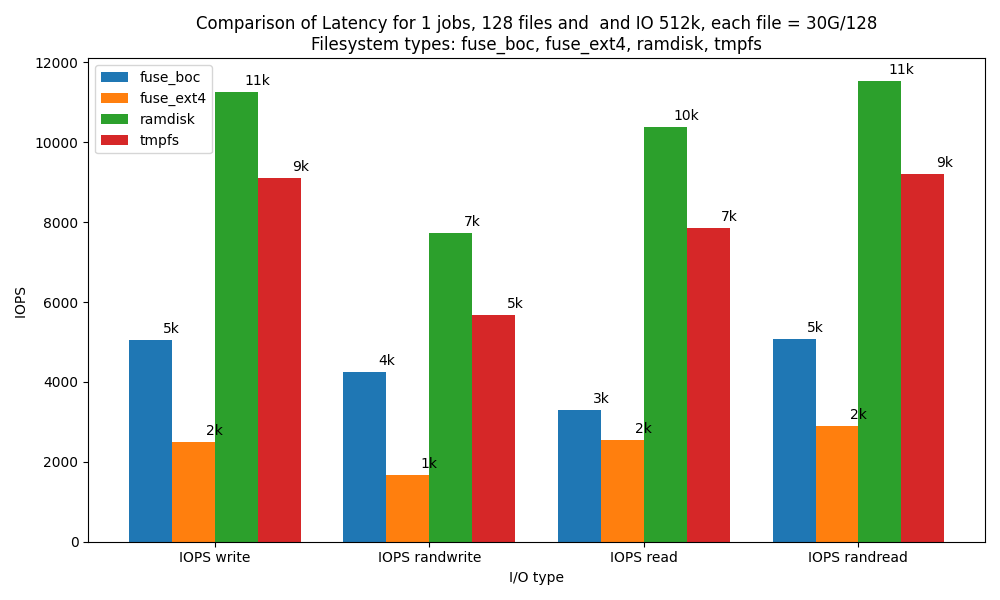 Comparison of Latency for 1 jobs, 128 files and  and IO 512k, each file = 30G/128
Filesystem types: fuse_boc, fuse_ext4, ramdisk, tmpfs
fuse_boc
fuse_ext4
ramdisk
tmpfs
12000
10000
8000
6000
4000
2000
0
IOPS
5k
2k
11k
9k
4k
1k
7k
5k
3k
2k
10k
7k
5k
2k
11k
9k
IOPS write
IOPS randwrite
IOPS read
IOPS randread
I/O type